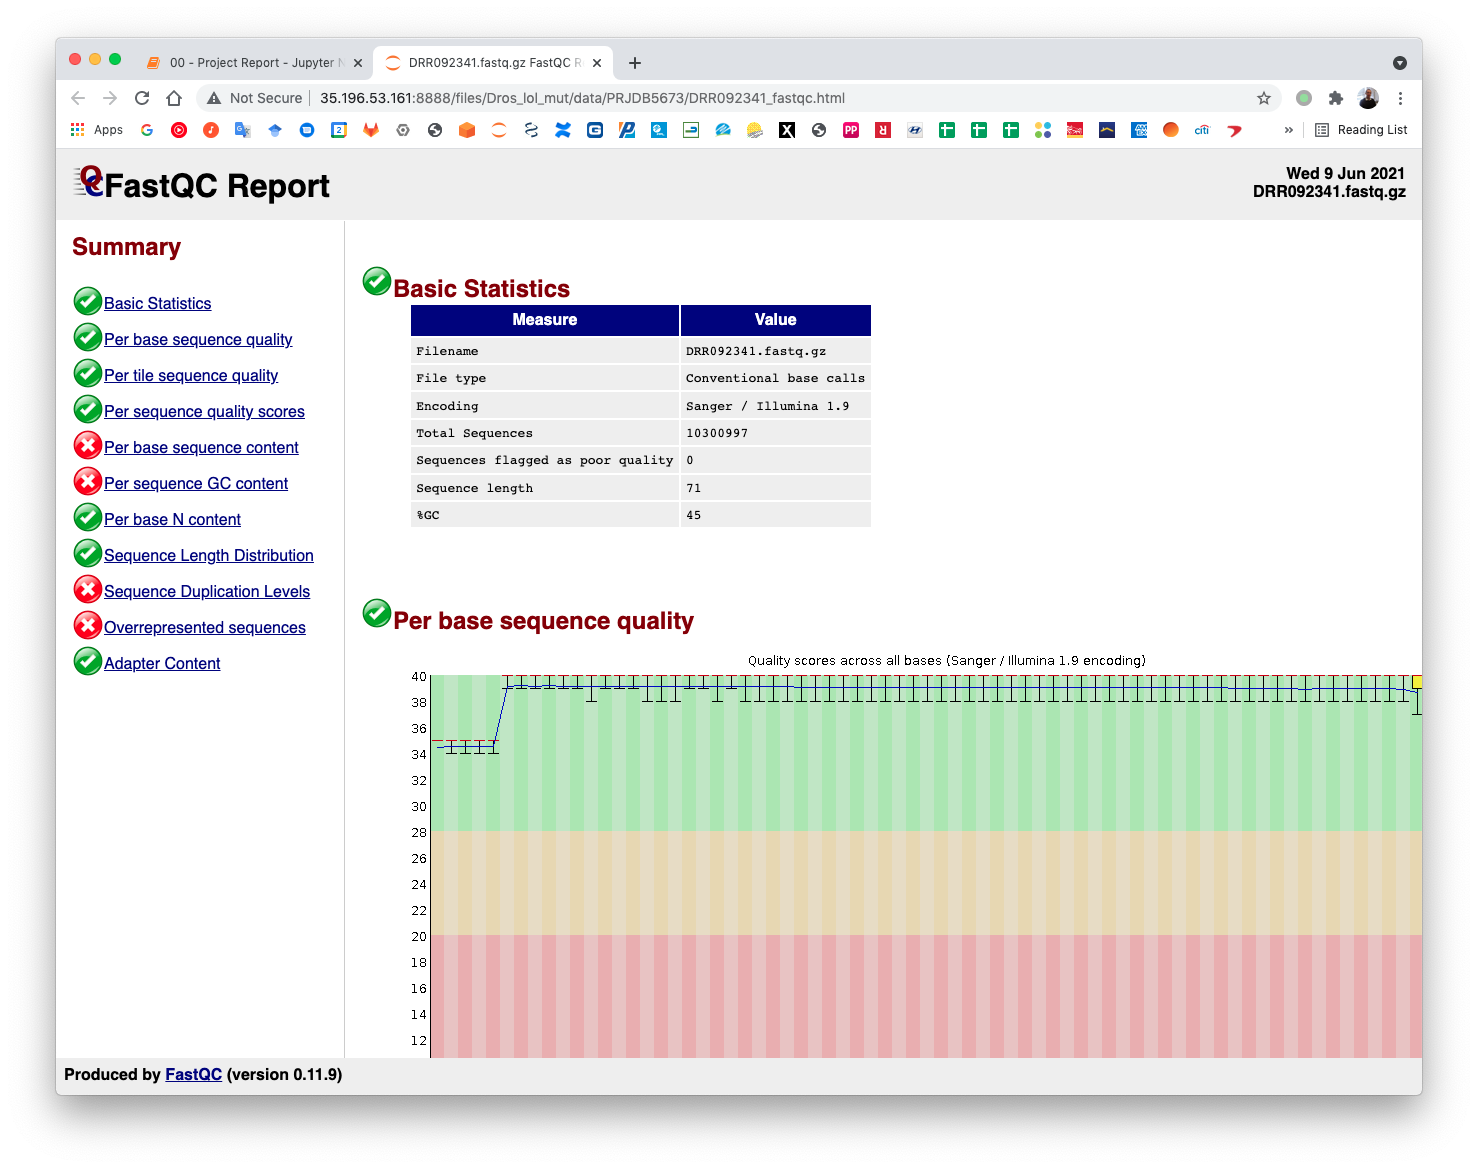 00 - Project Report - Jupyter N
DRR092341.fastq.gz FastQC R
Not Secure
35.196.53.161:8888/files/Dros_lol_mut/data/PRJDB5673/DRR092341_fastqc.html
Apps
Reading List
FastQC Report
Wed 9 Jun 2021
DRR092341.fastq.gz
Summary
Basic Statistics
Per base sequence quality
Per tile sequence quality
Per sequence quality scores
Per base sequence content
Per sequence GC content
Per base N content
Sequence Length Distribution
Sequence Duplication Levels
Overrepresented sequences
Adapter Content
Basic Statistics
Measure Value
Filename DRR092341.fastq.gz
File type Conventional base calls
Encoding Sanger / Illumina 1.9
Total Sequences 10300997
Sequences flagged as poor quality 0
Sequence length 71
%GC 45
Per base sequence quality
Quality scores across all bases (Sanger / Illumina 1.9 encoding)
40
38
36
34
32
30
28
26
24
22
20
18
16
14
12
Produced by FastQC (version 0.11.9)